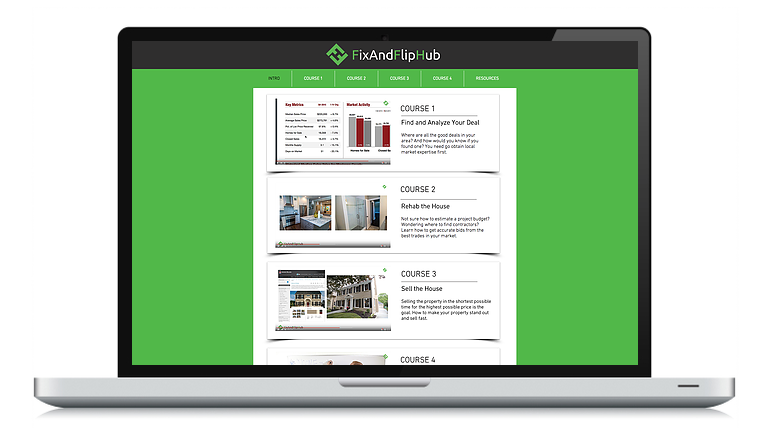 FixAndFlipHub
INTRO
COURSE 1
COURSE 2
COURSE 3
COURSE 4
RESOURCES
Key Metrics
Market Activity
Homes for Sale
COURSE 1
Find and Analyze Your Deal
Where are all the good deals in your
area? And how would you know if you
found one? You need go obtain local
market expertise first.
FixAndFlipHub
COURSE 2
Rehab the House
Not sure how to estimate a project budget?
Wondering where to find contractors?
Learn how to get accurate bids from the
best trades in your market.
FixAndFlipHub
COURSE 3
Sell the House
Selling the property in the shortest possible
time for the highest possible price is the
goal. How to make your property stand out
and sell fast.
COURSE 4